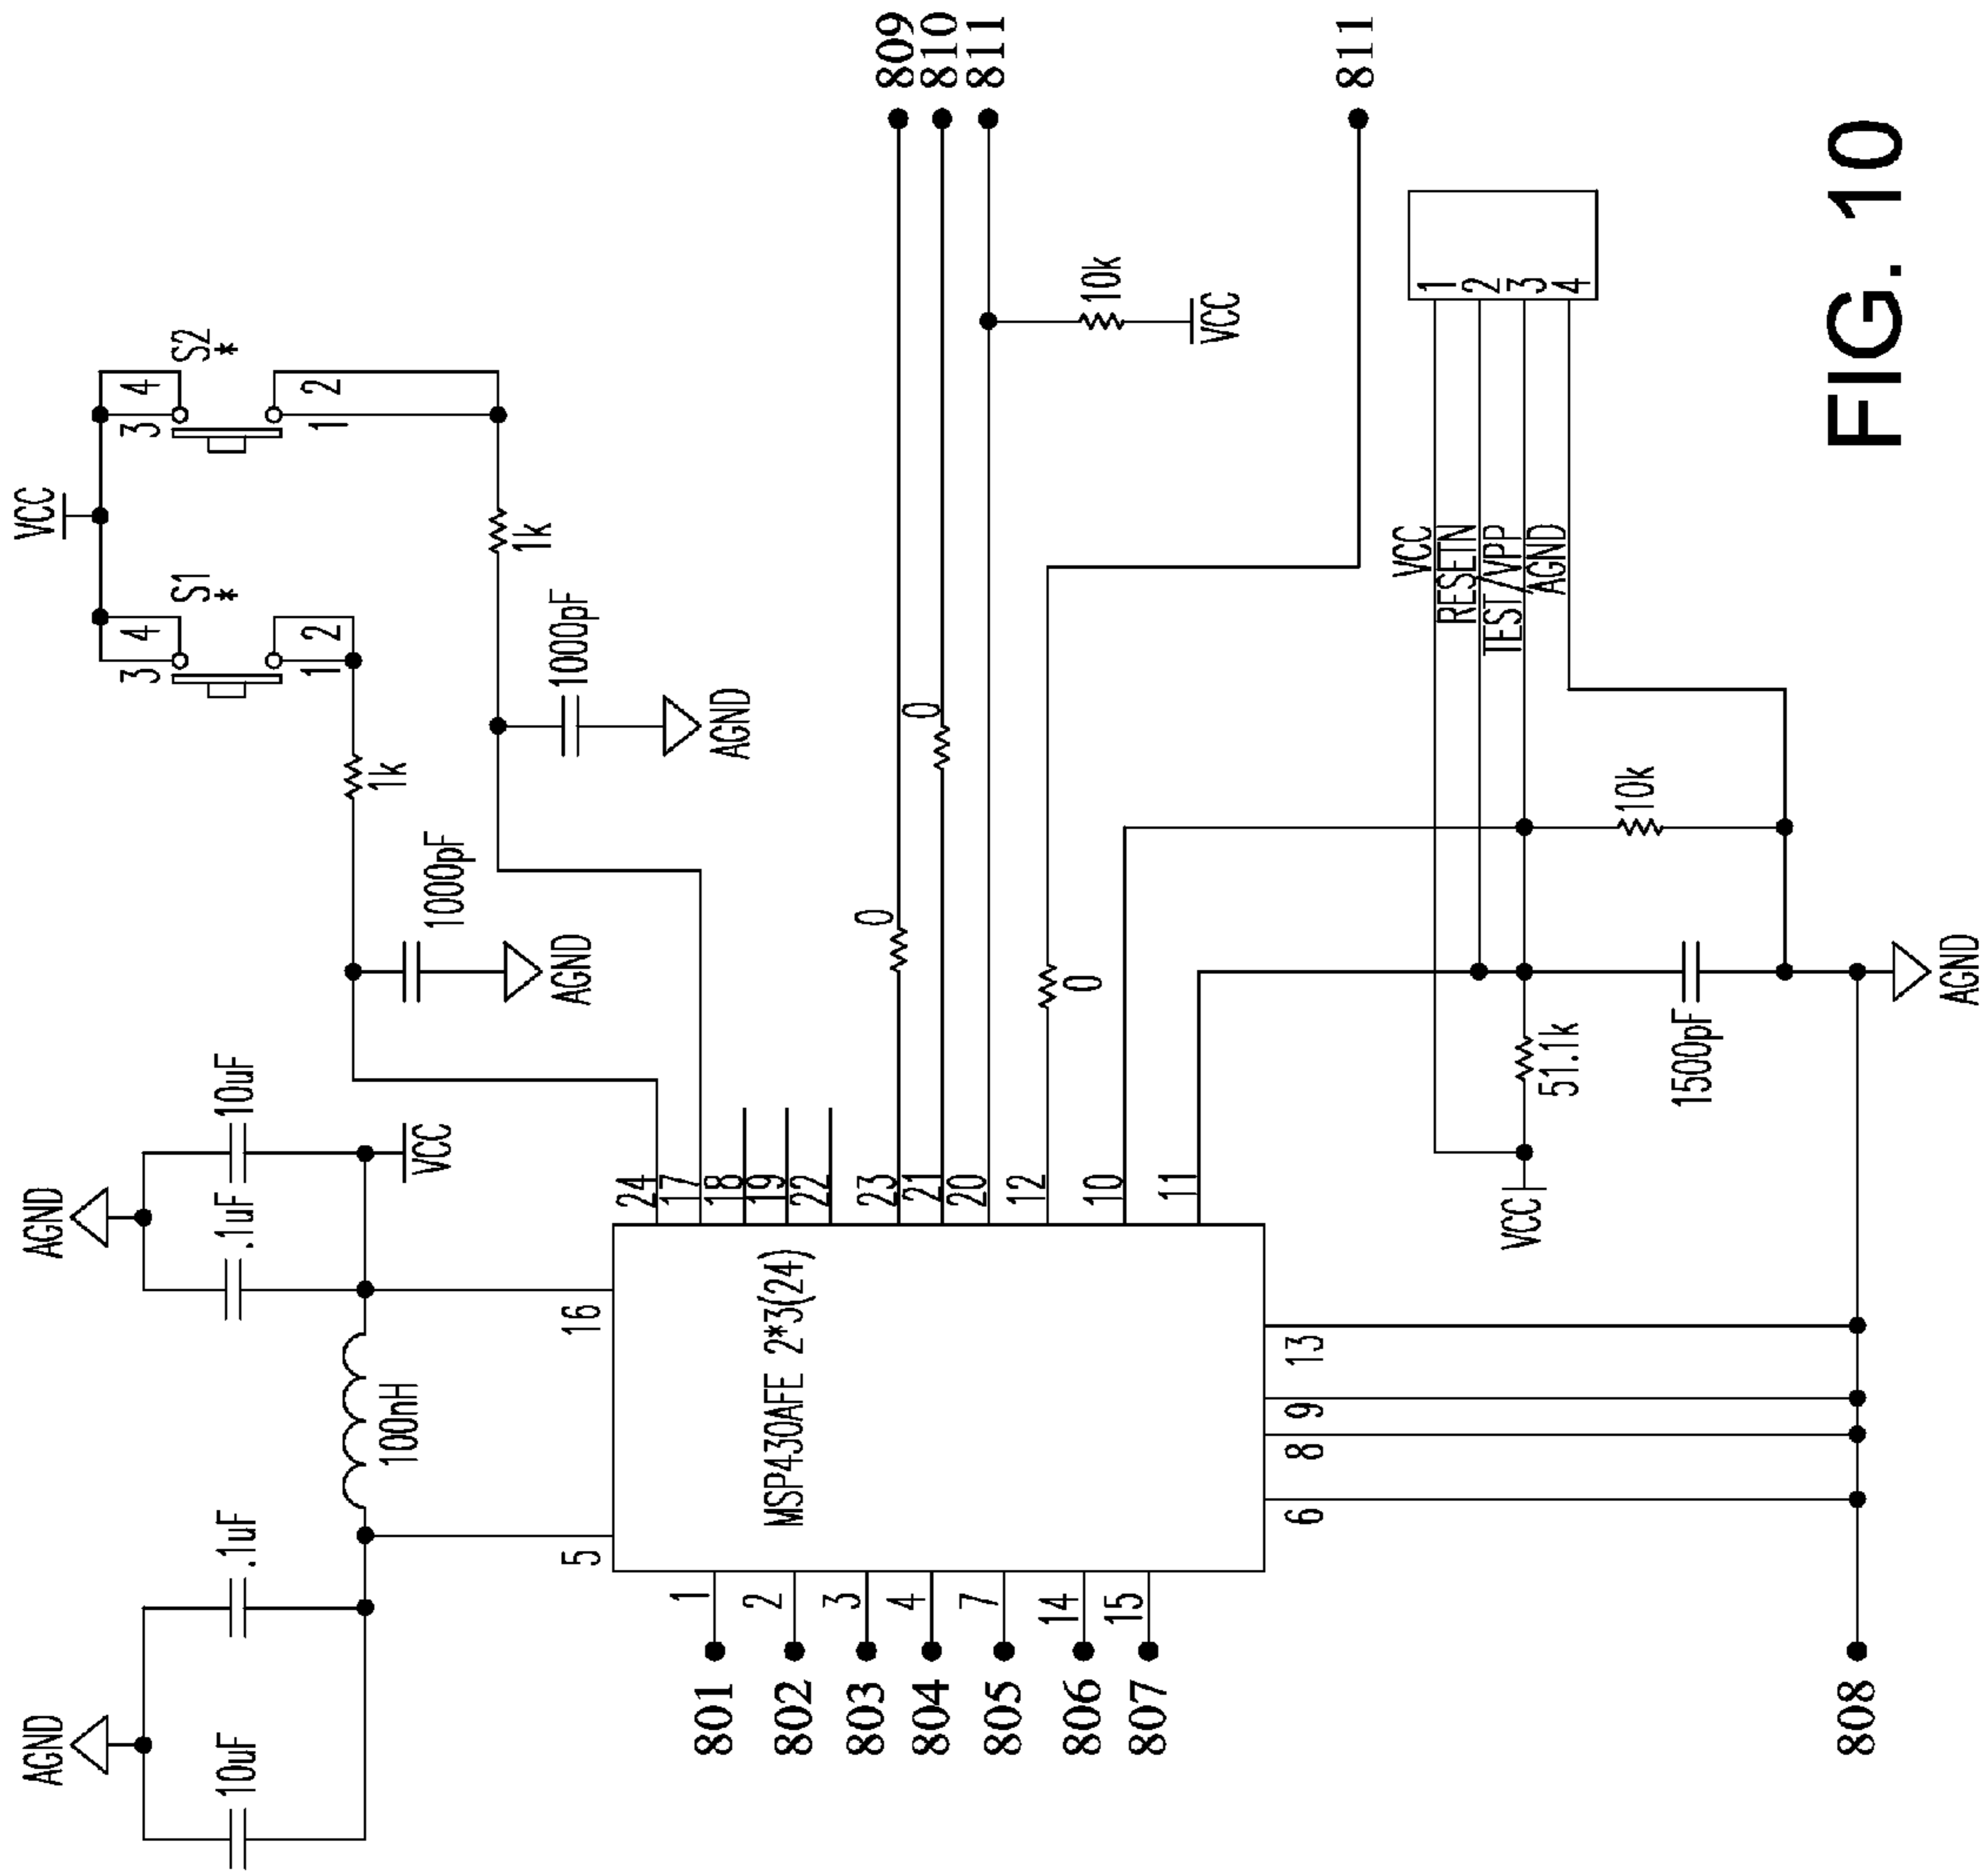 AGND
10uF
.1uF
100nH
AGND
.1uF
10uF
VCC
VCC
S1
*
3
4
1
2
S2
*
3
4
1
2
1k
1000pF
AGND
1k
1000pF
AGND
5
16
MSP430AFE 2*3(24)
801
1
802
2
803
3
804
4
805
7
806
14
807
15
24
17
18
19
22
23
0
809
21
0
810
20
811
10k
VCC
12
0
811
10
11
6
8
9
13
VCC
RESETN
TEST/VPP
AGND
1
2
3
4
VCC
51.1k
10k
1500pF
808
AGND
FIG. 10